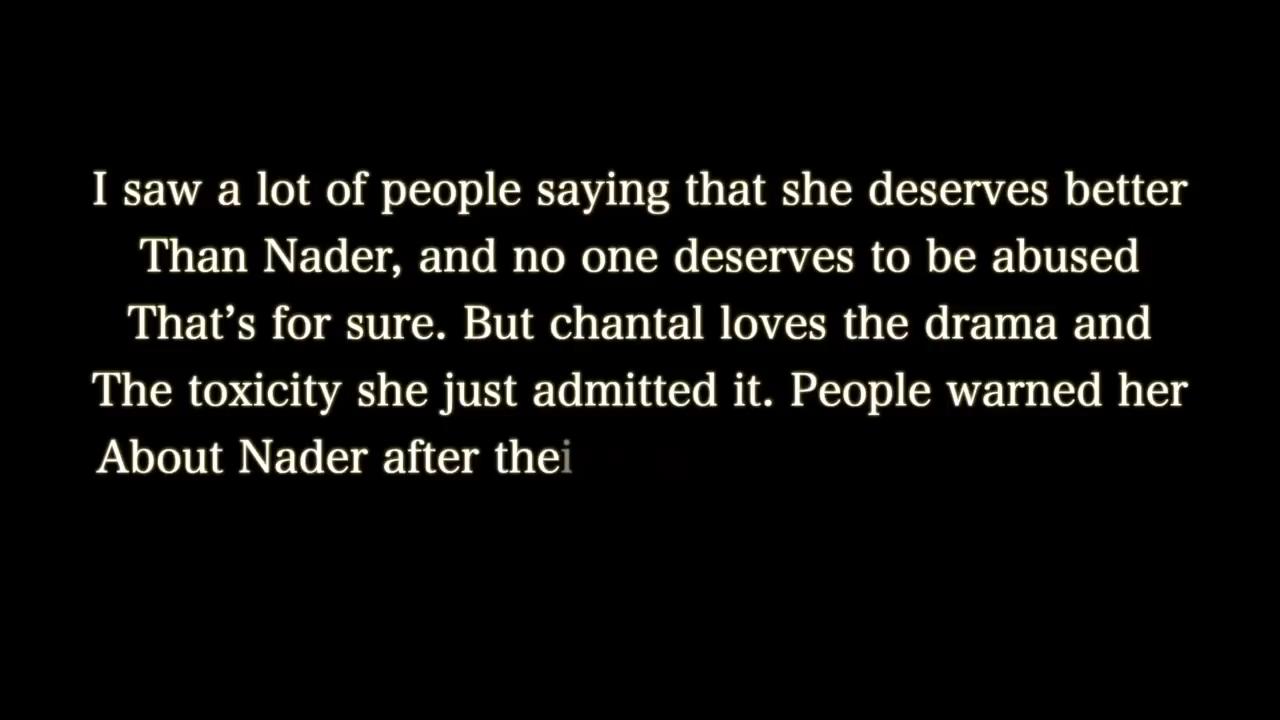 I saw a lot of people saying that she deserves better
Than Nader, and no one deserves to be abused
That’s for sure. But chantal loves the drama and
The toxicity she just admitted it. People warned her
About Nader after thei